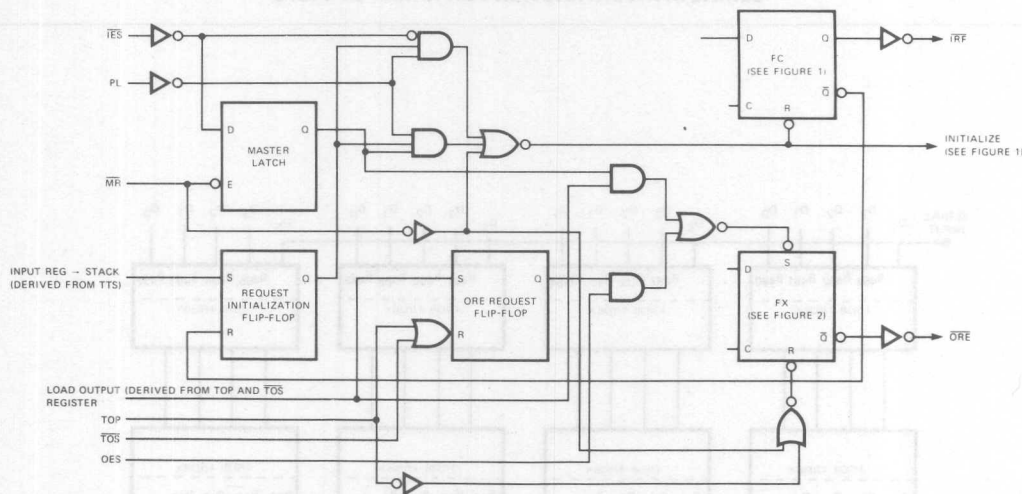 IES
PL
MR
INPUT REG → STACK
(DERIVED FROM TTS)
D
Q
MASTER
LATCH
E
S
Q
REQUEST
INITIALIZATION
FLIP-FLOP
R
S
Q
ORE REQUEST
FLIP-FLOP
R
D
Q
FC
(SEE FIGURE 1)
Q
C
R
IRF
INITIALIZE
(SEE FIGURE 1)
S
D
FX
(SEE FIGURE 2)
Q
C
R
ORE
LOAD OUTPUT (DERIVED FROM TOP AND TOS
REGISTER
TOP
TOS
OES